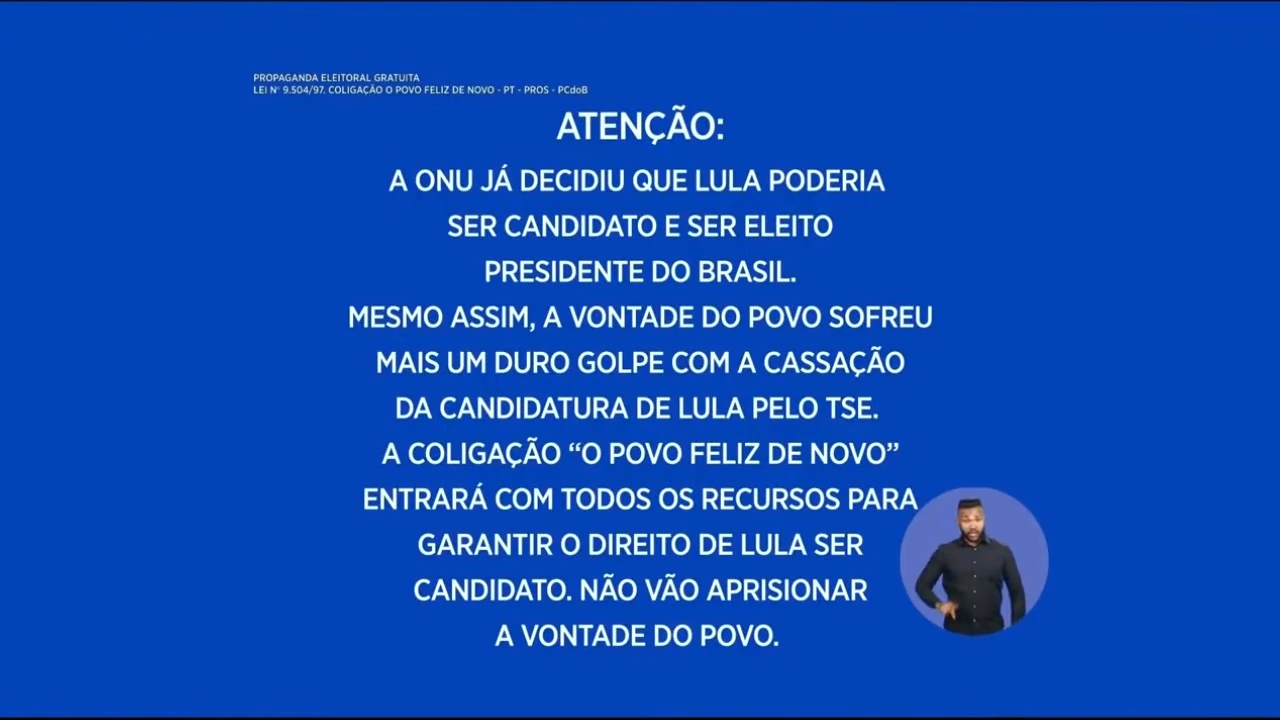 PROPAGANDA ELEITORAL GRATUITA
LEI Nº 9.504/97. COLIGAÇÃO O POVO FELIZ DE NOVO - PT - PROS - PCdoB
ATENÇÃO:
A ONU JÁ DECIDIU QUE LULA PODERIA
SER CANDIDATO E SER ELEITO
PRESIDENTE DO BRASIL.
MESMO ASSIM, A VONTADE DO POVO SOFREU
MAIS UM DURO GOLPE COM A CASSAÇÃO
DA CANDIDATURA DE LULA PELO TSE.
A COLIGAÇÃO “O POVO FELIZ DE NOVO”
ENTRARÁ COM TODOS OS RECURSOS PARA
GARANTIR O DIREITO DE LULA SER
CANDIDATO. NÃO VÃO APRISIONAR
A VONTADE DO POVO.